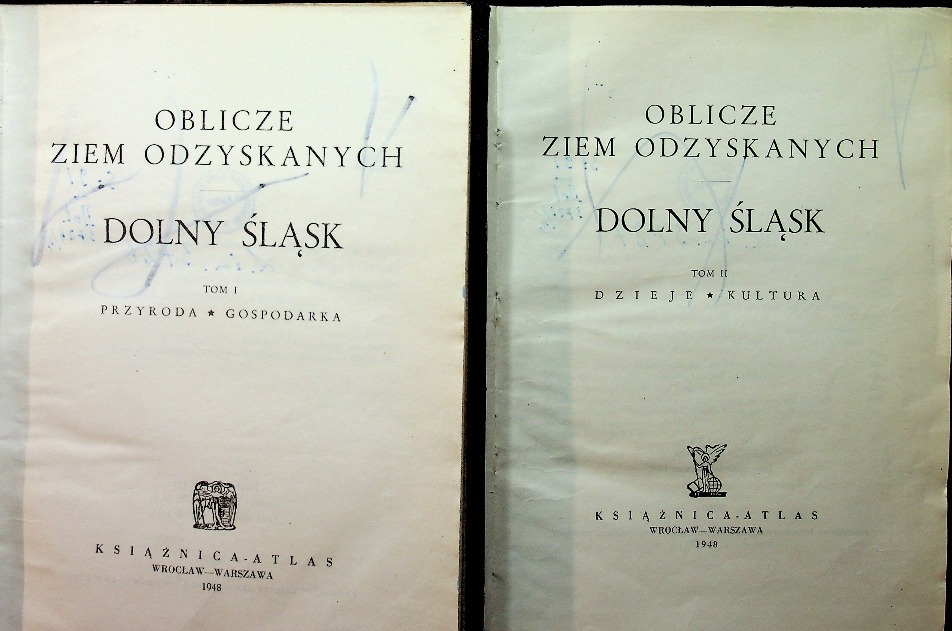 OBLICZE
ZIEM ODZYSKANYCH
DOLNY ŚLĄSK
TOM I
PRZYRODA ★ GOSPODARKA
KSIĄŻNICA-ATLAS
WROCŁAW—WARSZAWA
1948
OBLICZE
ZIEM ODZYSKANYCH
DOLNY ŚLĄSK
TOM II
DZIEJE ★ KULTURA
KSIĄŻNICA-ATLAS
WROCŁAW—WARSZAWA
1948